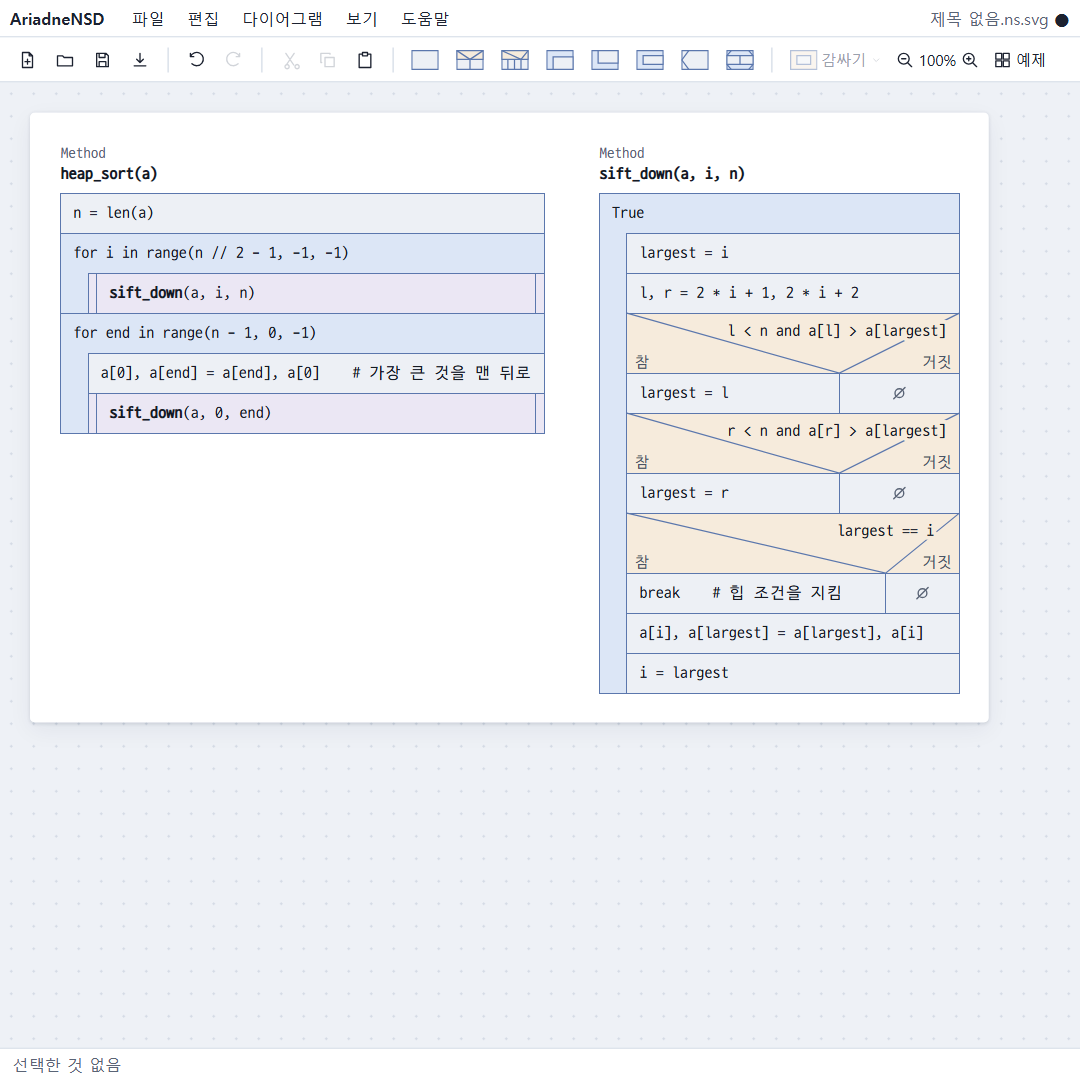 AriadneNSD 파일 편집 다이어그램 보기 도움말 제목 없음.ns.svg
감싸기 100% 예제
Method
heap_sort(a)
n = len(a)
for i in range(n // 2 - 1, -1, -1)
sift_down(a, i, n)
for end in range(n - 1, 0, -1)
a[0], a[end] = a[end], a[0] # 가장 큰 것을 맨 뒤로
sift_down(a, 0, end)
Method
sift_down(a, i, n)
True
largest = i
l, r = 2 * i + 1, 2 * i + 2
l < n and a[l] > a[largest]
참 거짓
largest = l ∅
r < n and a[r] > a[largest]
참 거짓
largest = r ∅
largest == i
참 거짓
break # 힙 조건을 지킴 ∅
a[i], a[largest] = a[largest], a[i]
i = largest
선택한 것 없음